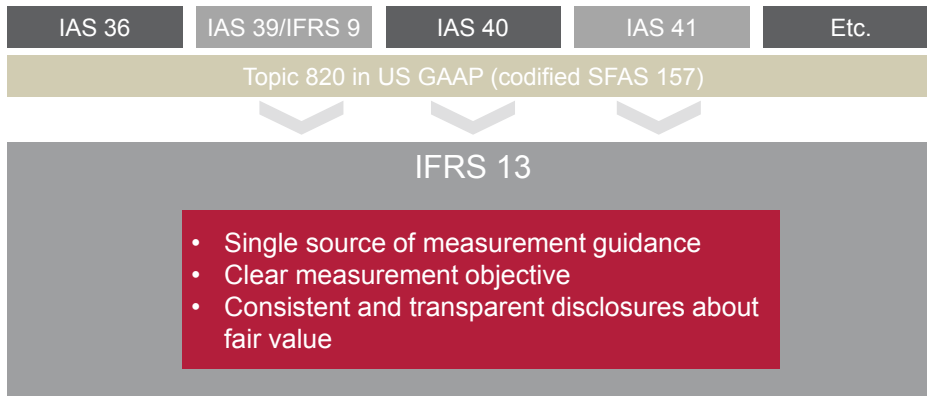 IAS 36
IAS 39/IFRS 9
IAS 40
IAS 41
Etc.
Topic 820 in US GAAP (codified SFAS 157)
IFRS 13
• Single source of measurement guidance
• Clear measurement objective
• Consistent and transparent disclosures about
fair value